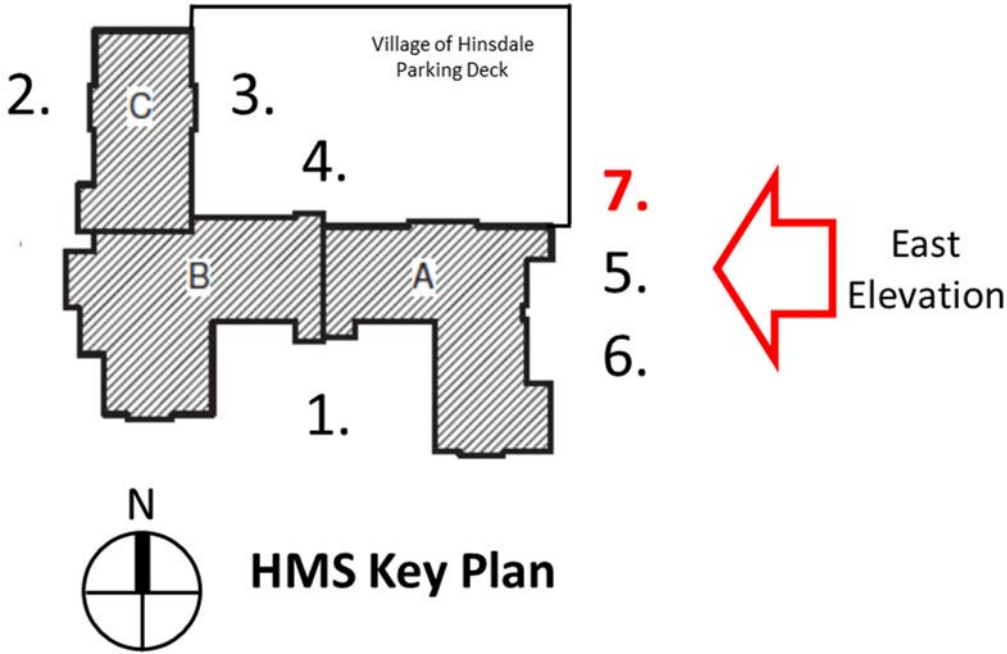 Village of Hinsdale
Parking Deck
2.
C
3.
4.
7.
B
A
5.
East
Elevation
6.
1.
N
HMS Key Plan